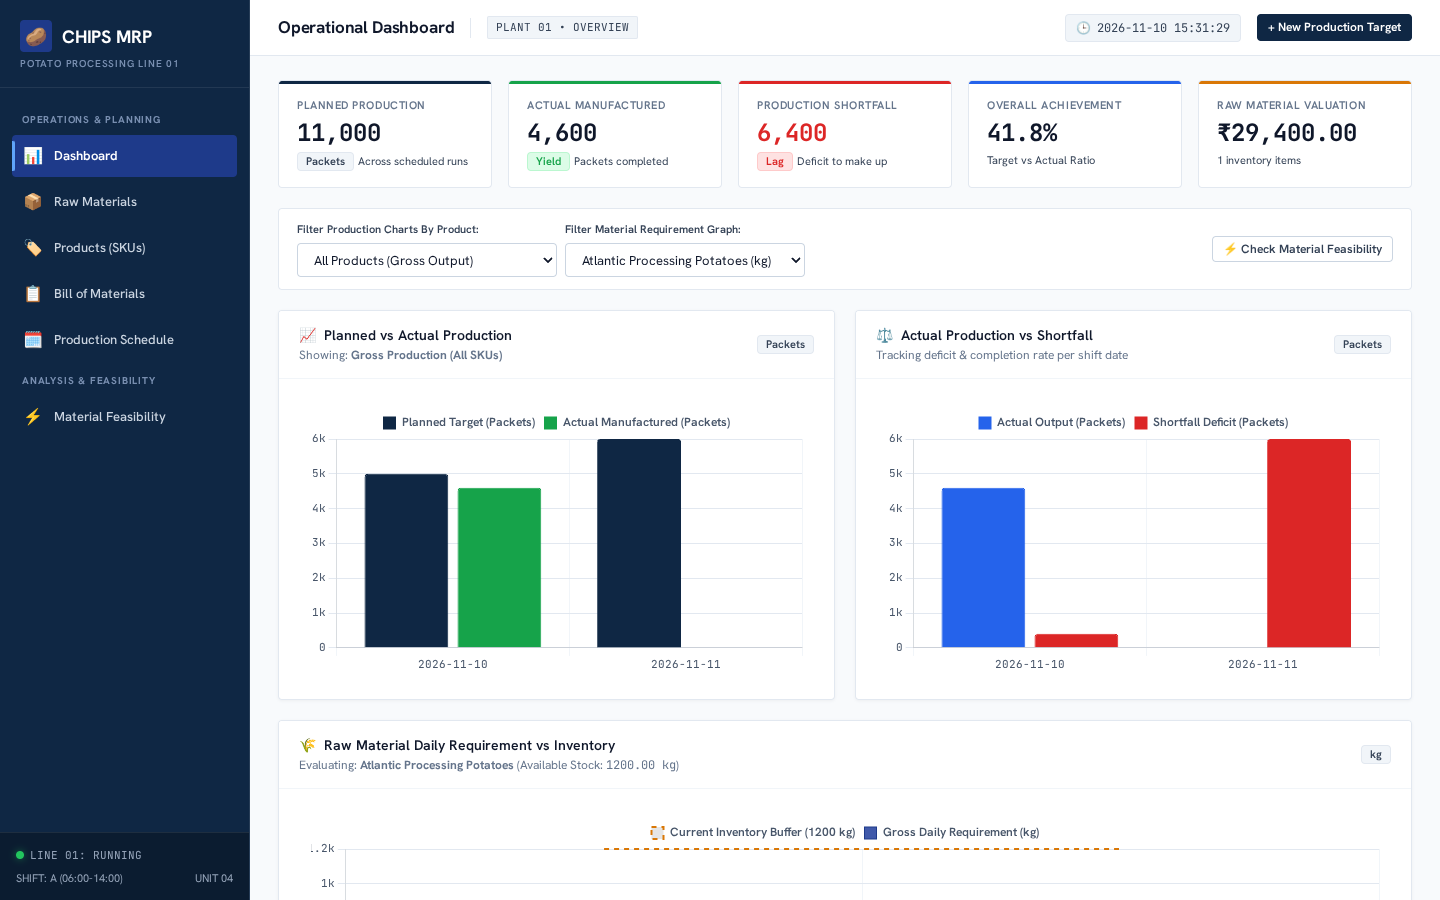 CHIPS MRP
POTATO PROCESSING LINE 01
OPERATIONS & PLANNING
Dashboard
Raw Materials
Products (SKUs)
Bill of Materials
Production Schedule
ANALYSIS & FEASIBILITY
Material Feasibility
LINE 01: RUNNING
SHIFT: A (06:00-14:00) UNIT 04
Operational Dashboard PLANT 01 • OVERVIEW 2026-11-10 15:31:29 + New Production Target
PLANNED PRODUCTION
11,000
Packets Across scheduled runs
ACTUAL MANUFACTURED
4,600
Yield Packets completed
PRODUCTION SHORTFALL
6,400
Lag Deficit to make up
OVERALL ACHIEVEMENT
41.8%
Target vs Actual Ratio
RAW MATERIAL VALUATION
₹29,400.00
1 inventory items
Filter Production Charts By Product:
All Products (Gross Output)
Filter Material Requirement Graph:
Atlantic Processing Potatoes (kg)
⚡ Check Material Feasibility
Planned vs Actual Production
Showing: Gross Production (All SKUs)
Packets
Planned Target (Packets) Actual Manufactured (Packets)
6k
5k
4k
3k
2k
1k
0
2026-11-10 2026-11-11
Actual Production vs Shortfall
Tracking deficit & completion rate per shift date
Packets
Actual Output (Packets) Shortfall Deficit (Packets)
6k
5k
4k
3k
2k
1k
0
2026-11-10 2026-11-11
Raw Material Daily Requirement vs Inventory
Evaluating: Atlantic Processing Potatoes (Available Stock: 1200.00 kg)
kg
Current Inventory Buffer (1200 kg) Gross Daily Requirement (kg)
1.2k
1k